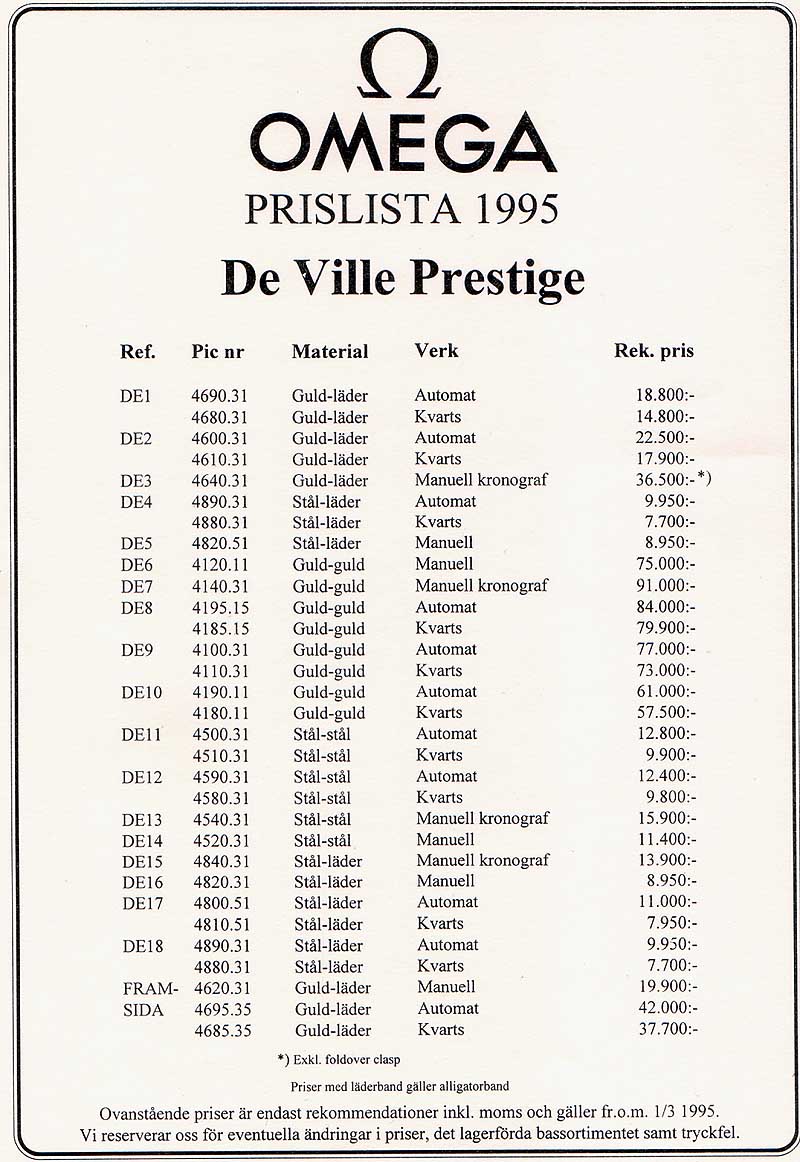 Ω
OMEGA
PRISLISTA 1995
De Ville Prestige
Ref. Pic nr Material Verk Rek. pris
DE1 4690.31 Guld-läder Automat 18.800:-
4680.31 Guld-läder Kvarts 14.800:-
DE2 4600.31 Guld-läder Automat 22.500:-
4610.31 Guld-läder Kvarts 17.900:-
DE3 4640.31 Guld-läder Manuell kronograf 36.500:-*)
DE4 4890.31 Stål-läder Automat 9.950:-
4880.31 Stål-läder Kvarts 7.700:-
DE5 4820.51 Stål-läder Manuell 8.950:-
DE6 4120.11 Guld-guld Manuell 75.000:-
DE7 4140.31 Guld-guld Manuell kronograf 91.000:-
DE8 4195.15 Guld-guld Automat 84.000:-
4185.15 Guld-guld Kvarts 79.900:-
DE9 4100.31 Guld-guld Automat 77.000:-
4110.31 Guld-guld Kvarts 73.000:-
DE10 4190.11 Guld-guld Automat 61.000:-
4180.11 Guld-guld Kvarts 57.500:-
DE11 4500.31 Stål-stål Automat 12.800:-
4510.31 Stål-stål Kvarts 9.900:-
DE12 4590.31 Stål-stål Automat 12.400:-
4580.31 Stål-stål Kvarts 9.800:-
DE13 4540.31 Stål-stål Manuell kronograf 15.900:-
DE14 4520.31 Stål-stål Manuell 11.400:-
DE15 4840.31 Stål-läder Manuell kronograf 13.900:-
DE16 4820.31 Stål-läder Manuell 8.950:-
DE17 4800.51 Stål-läder Automat 11.000:-
4810.51 Stål-läder Kvarts 7.950:-
DE18 4890.31 Stål-läder Automat 9.950:-
4880.31 Stål-läder Kvarts 7.700:-
FRAM- 4620.31 Guld-läder Manuell 19.900:-
SIDA 4695.35 Guld-läder Automat 42.000:-
4685.35 Guld-läder Kvarts 37.700:-
*) Exkl. foldover clasp
Priser med läderband gäller alligatorband
Ovanstående priser är endast rekommendationer inkl. moms och gäller fr.o.m. 1/3 1995.
Vi reserverar oss för eventuella ändringar i priser, det lagerförda bassortimentet samt tryckfel.